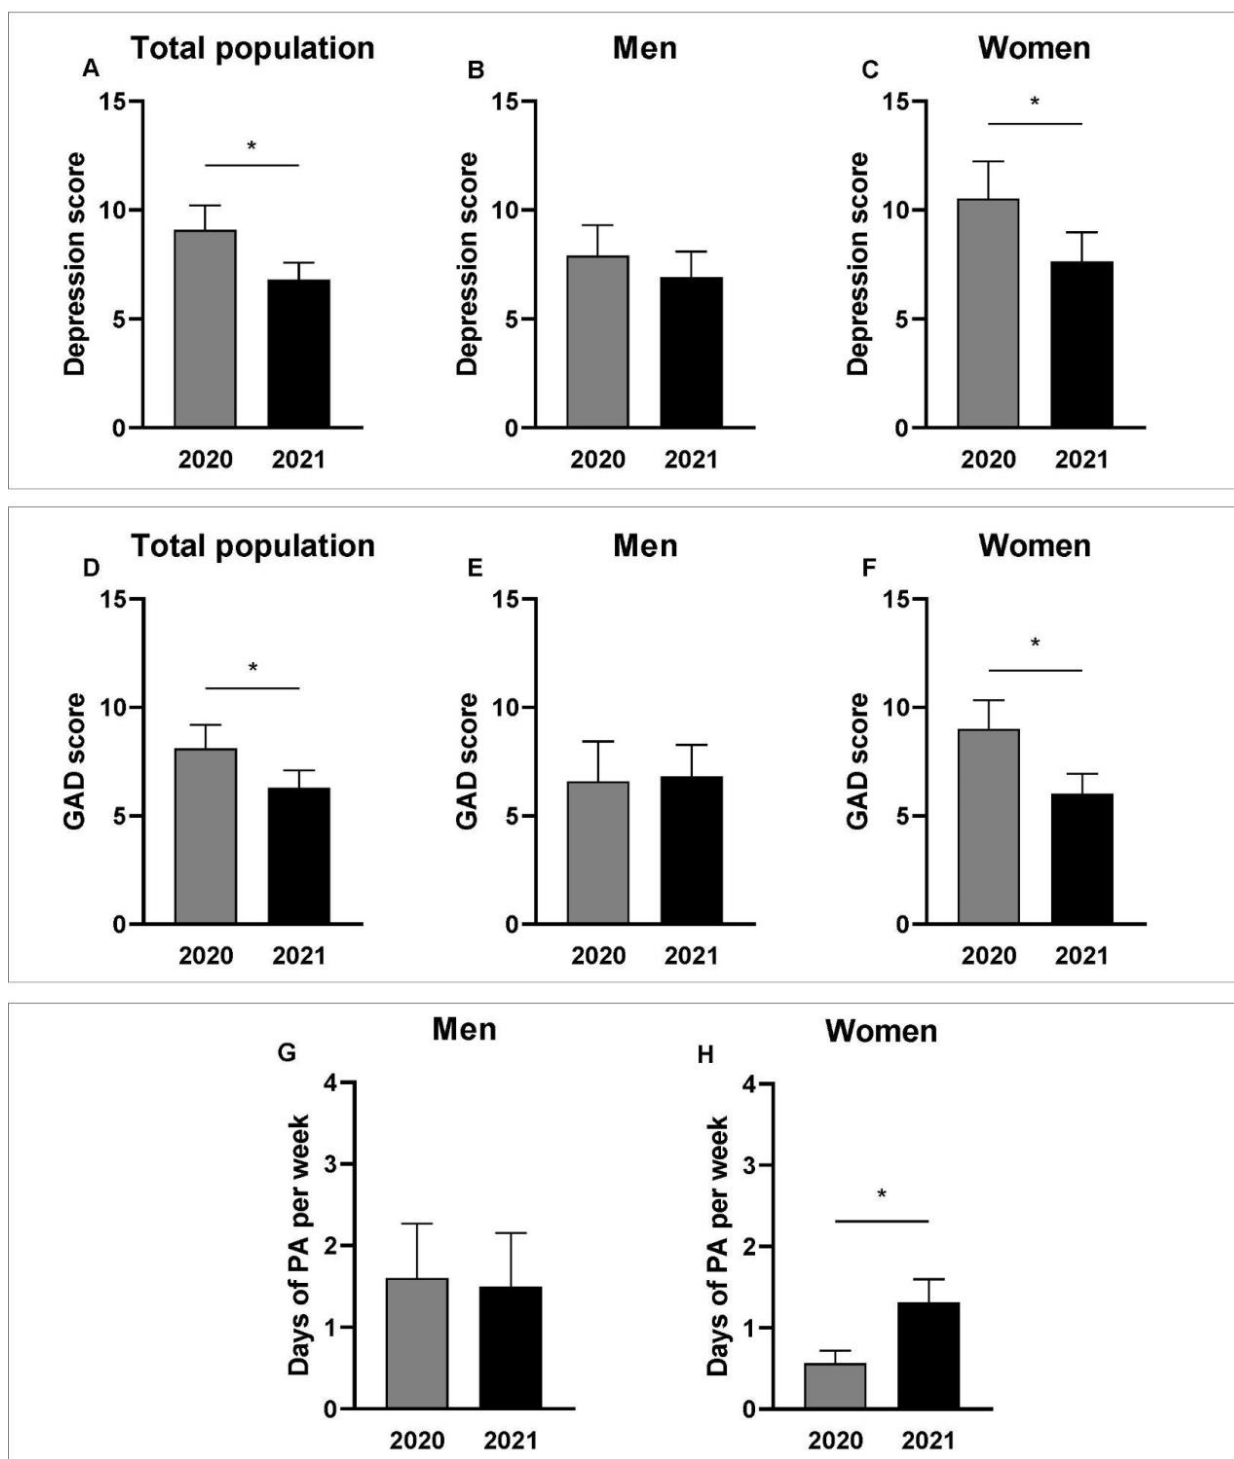 Total population
Men
Women
A
B
C
15
10
5
0
Depression score
*
2020
2021
15
10
5
0
Depression score
2020
2021
15
10
5
0
Depression score
*
2020
2021
Total population
Men
Women
D
E
F
15
10
5
0
GAD score
*
2020
2021
15
10
5
0
GAD score
2020
2021
15
10
5
0
GAD score
*
2020
2021
Men
Women
G
H
4
3
2
1
0
Days of PA per week
2020
2021
4
3
2
1
0
Days of PA per week
*
2020
2021